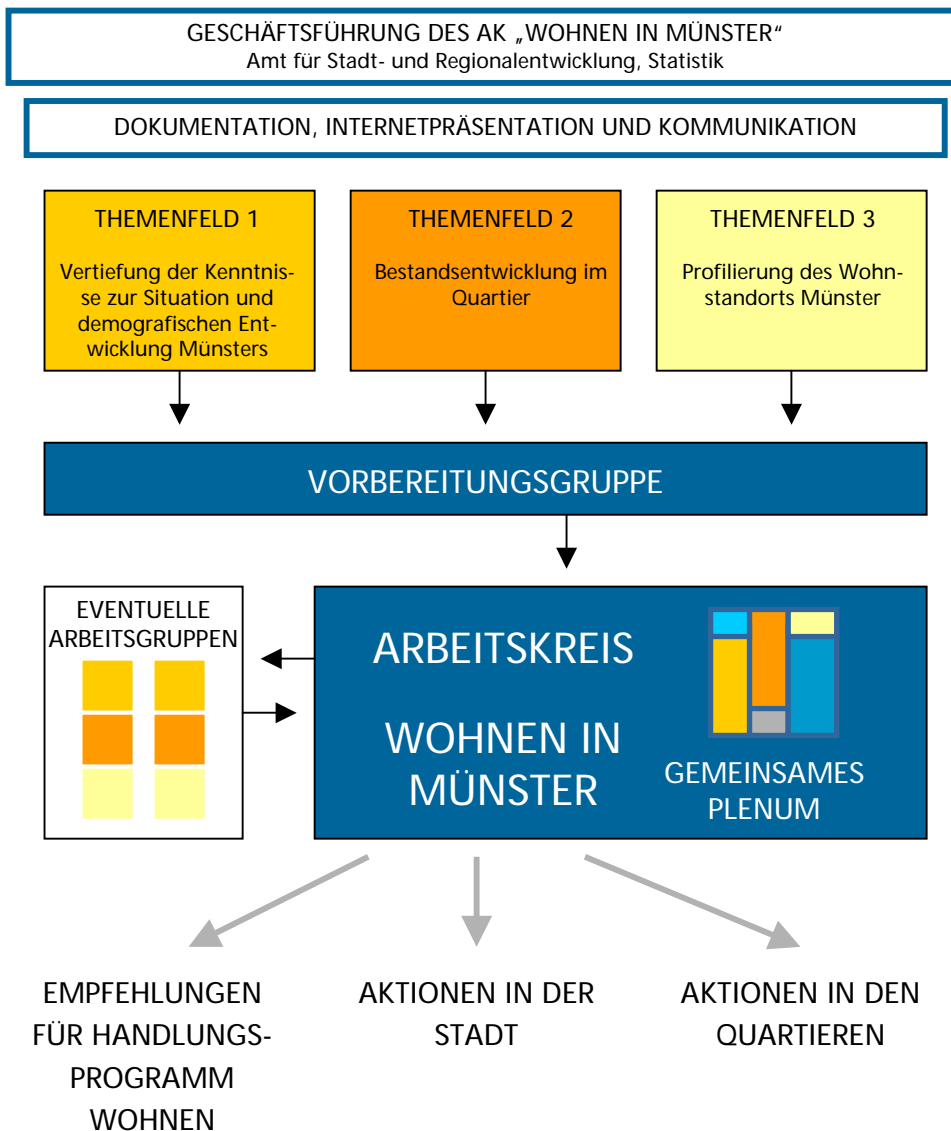 GESCHÄFTSFÜHRUNG DES AK „WOHNEN IN MÜNSTER“
Amt für Stadt- und Regionalentwicklung, Statistik
DOKUMENTATION, INTERNETPRÄSENTATION UND KOMMUNIKATION
THEMENFELD 1
Vertiefung der Kenntnis-
se zur Situation und
demografischen Ent-
wicklung Münsters
THEMENFELD 2
Bestandsentwicklung im
Quartier
THEMENFELD 3
Profilierung des Wohn-
standorts Münster
VORBEREITUNGSGRUPPE
EVENTUELLE
ARBEITSGRUPPEN
ARBEITSKREIS
WOHNEN IN
MÜNSTER
GEMEINSAMES
PLENUM
EMPFEHLUNGEN
FÜR HANDLUNGS-
PROGRAMM
WOHNEN
AKTIONEN IN DER
STADT
AKTIONEN IN DEN
QUARTIEREN